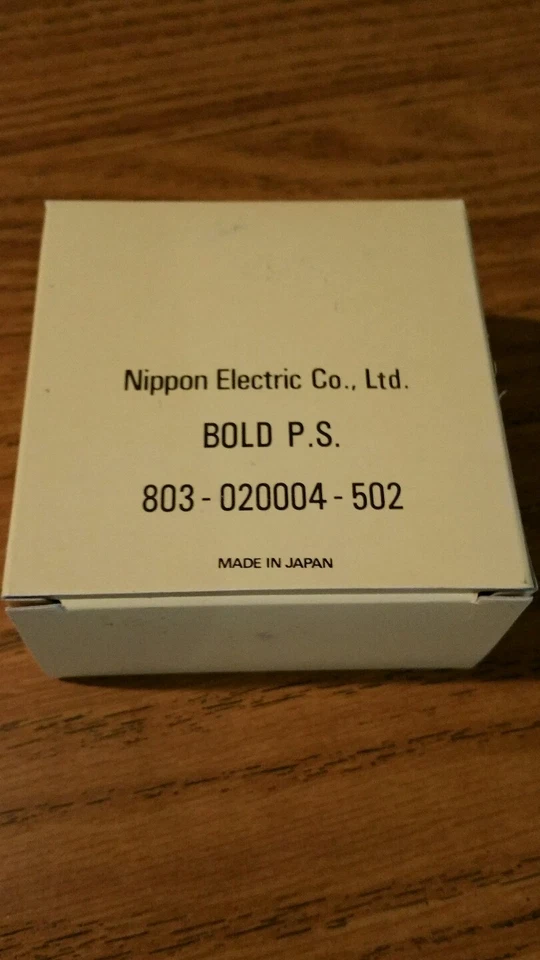 Nippon Electric Co., Ltd.
BOLD P.S.
803-020004-502
MADE IN JAPAN